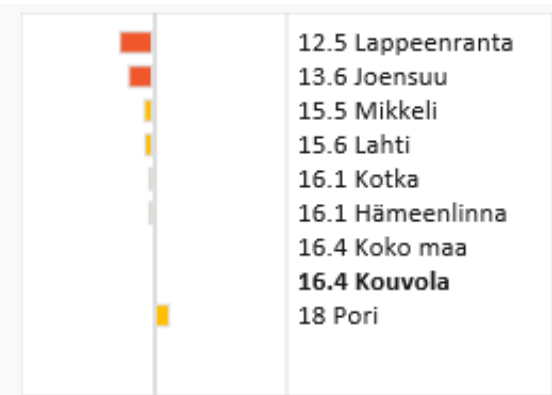 12.5 Lappeenranta
13.6 Joensuu
15.5 Mikkeli
15.6 Lahti
16.1 Kotka
16.1 Hämeenlinna
16.4 Koko maa
16.4 Kouvola
18 Pori